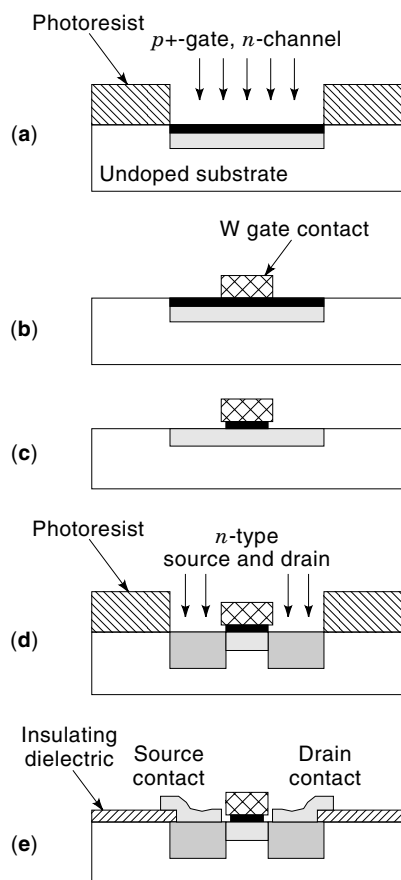 Photoresist
p+-gate, n-channel
(a)
Undoped substrate
W gate contact
(b)
(c)
Photoresist
n-type
source and drain
(d)
Insulating
dielectric
Source
contact
Drain
contact
(e)